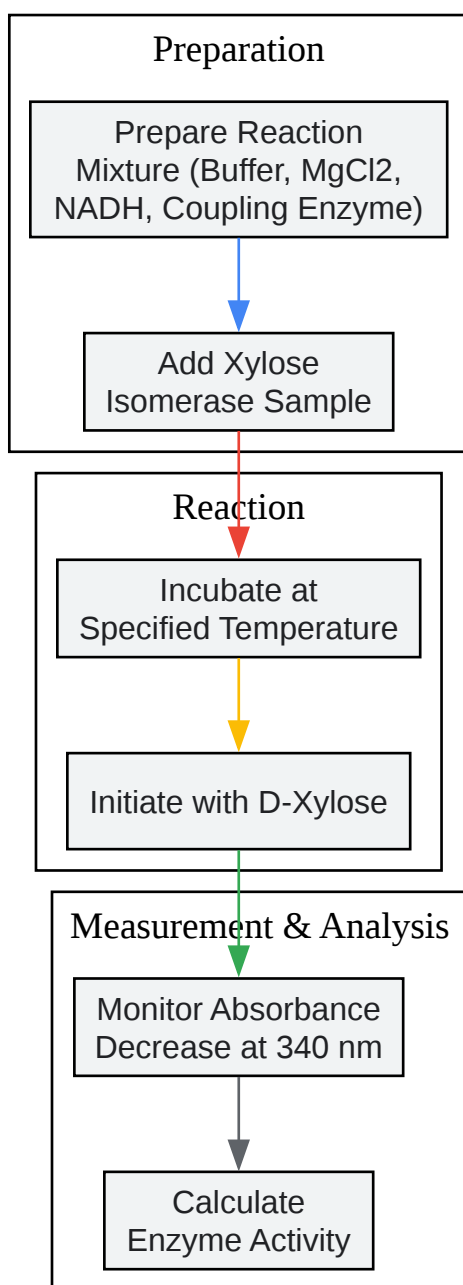 Preparation
Prepare Reaction
Mixture (Buffer, MgCl2,
NADH, Coupling Enzyme)
Add Xylose
Isomerase Sample
Reaction
Incubate at
Specified Temperature
Initiate with D-Xylose
Measurement & Analysis
Monitor Absorbance
Decrease at 340 nm
Calculate
Enzyme Activity